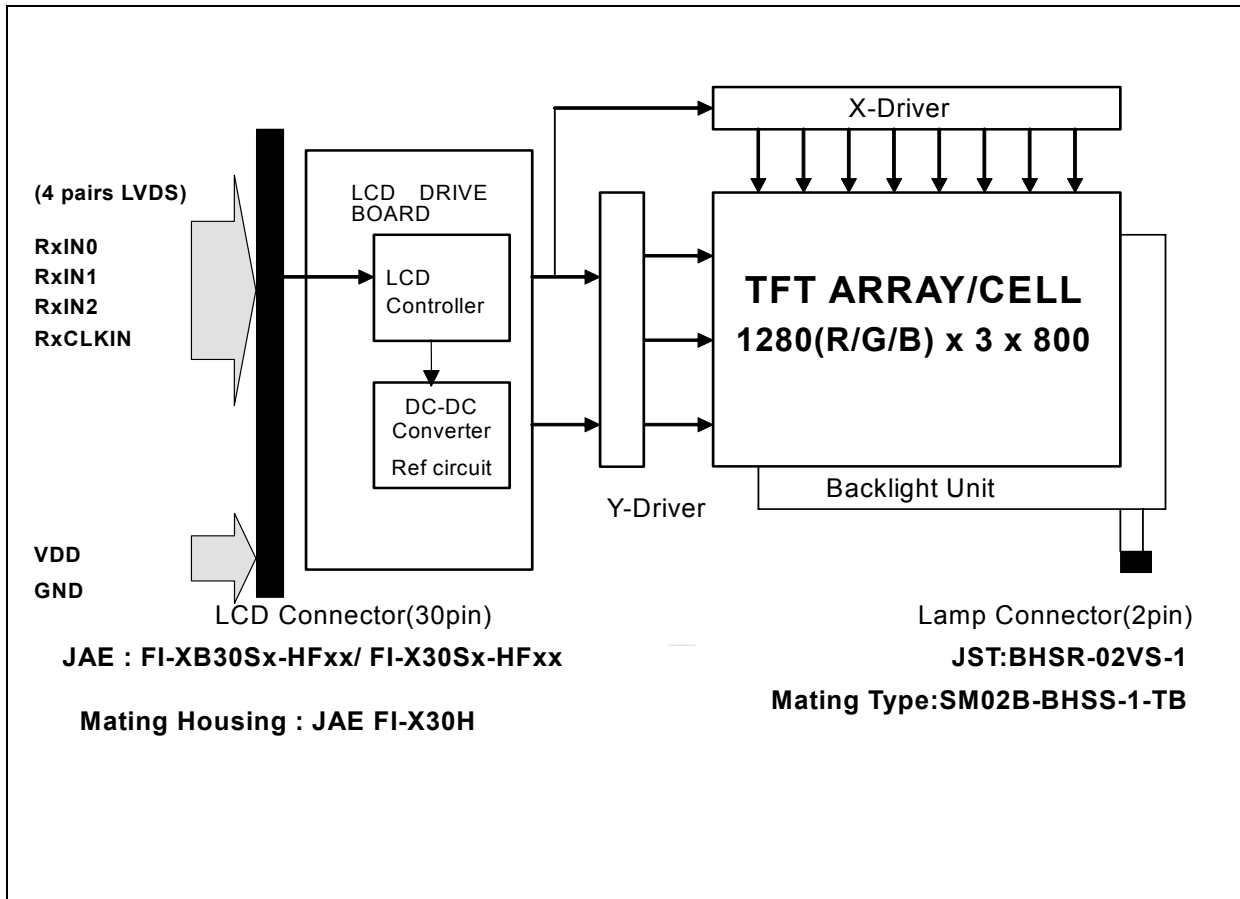 X-Driver
(4 pairs LVDS)
RxIN0
RxIN1
RxIN2
RxCLKIN
LCD DRIVE
BOARD
LCD
Controller
DC-DC
Converter
Ref circuit
TFT ARRAY/CELL
1280(R/G/B) x 3 x 800
Backlight Unit
Y-Driver
VDD
GND
LCD Connector(30pin)
JAE : FI-XB30Sx-HFxx/ FI-X30Sx-HFxx
Mating Housing : JAE FI-X30H
Lamp Connector(2pin)
JST:BHSR-02VS-1
Mating Type:SM02B-BHSS-1-TB